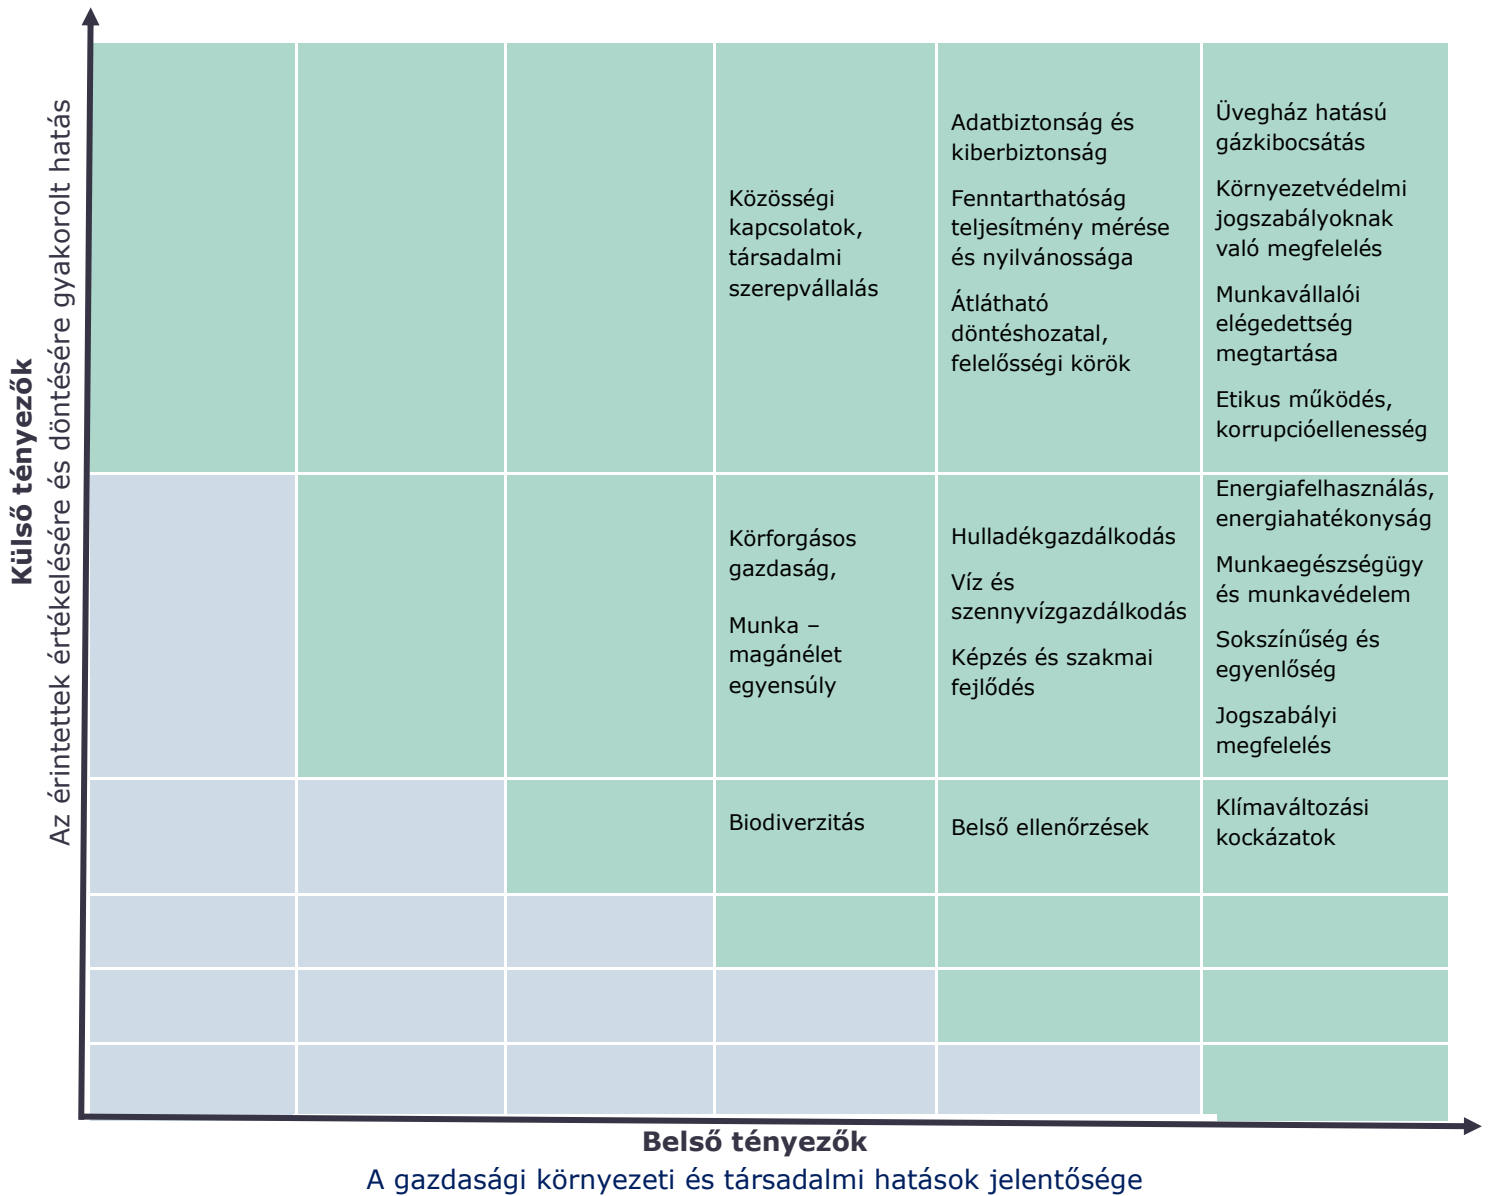 Külső tényezők
Az érintettek értékelésére és döntésére gyakorolt hatás
Közösségi
kapcsolatok,
társadalmi
szerepvállalás
Adatbiztonság és
kiberbiztonság
Fenntarthatóság
teljesítmény mérése
és nyilvánossága
Átlátható
döntéshozatal,
felelősségi körök
Üvegház hatású
gázkibocsátás
Környezetvédelmi
jogszabályoknak
való megfelelés
Munkavállalói
elégedettség
megtartása
Etikus működés,
korrupcióellenesség
Körforgásos
gazdaság,
Munka –
magánélet
egyensúly
Hulladékgazdálkodás
Víz és
szennyvízgazdálkodás
Képzés és szakmai
fejlődés
Energiafelhasználás,
energiahatékonyság
Munkaegészségügy
és munkavédelem
Sokszínűség és
egyenlőség
Jogszabályi
megfelelés
Biodiverzitás
Belső ellenőrzések
Klímaváltozási
kockázatok
Belső tényezők
A gazdasági környezeti és társadalmi hatások jelentősége